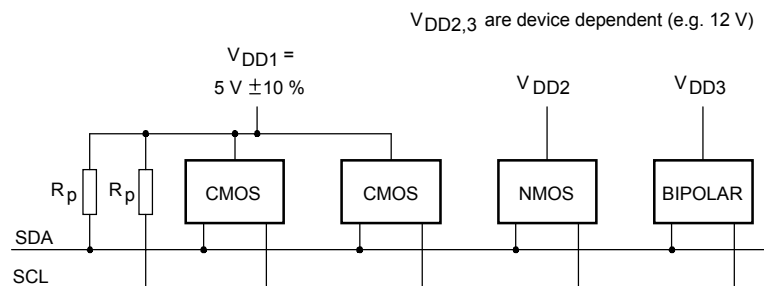 VDD2,3 are device dependent (e.g. 12 V)
VDD1 =
5 V ±10 %
VDD2
VDD3
Rp
Rp
CMOS
CMOS
NMOS
BIPOLAR
SDA
SCL